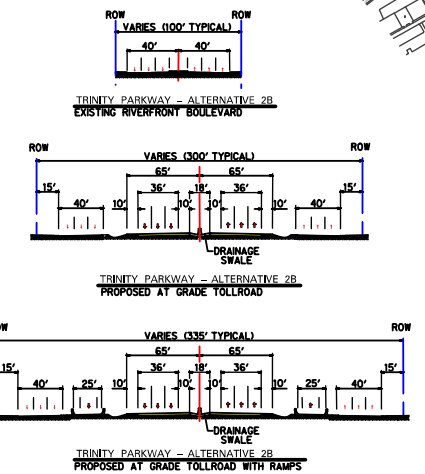 ROW ROW
VARIES (100' TYPICAL)
40' 40'
TRINITY PARKWAY - ALTERNATIVE 2B
EXISTING RIVERFRONT BOULEVARD
ROW ROW
VARIES (300' TYPICAL)
65' 65'
15' 36' 18' 36' 15'
40' 10' 10' 10' 10' 40'
DRAINAGE
SWALE
TRINITY PARKWAY - ALTERNATIVE 2B
PROPOSED AT GRADE TOLLROAD
OW ROW
VARIES (335' TYPICAL)
65' 65'
15' 36' 18' 36' 15'
40' 25' 10' 10' 10' 10' 25' 40'
DRAINAGE
SWALE
TRINITY PARKWAY - ALTERNATIVE 2B
PROPOSED AT GRADE TOLLROAD WITH RAMPS